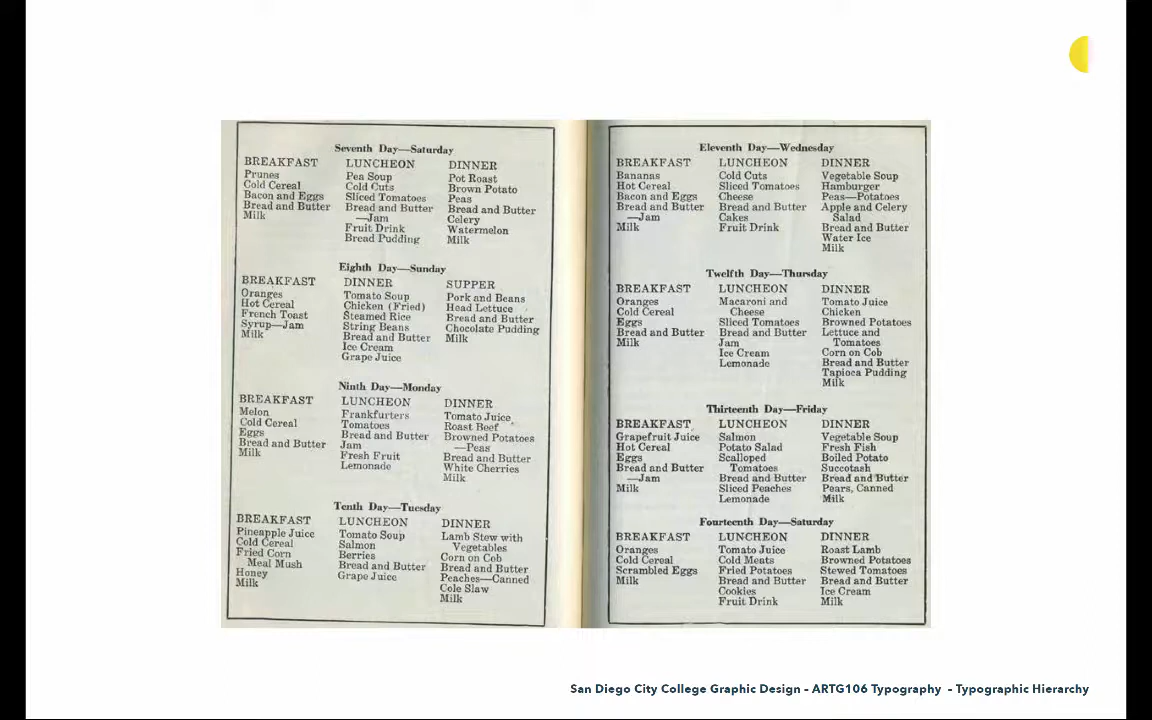 Seventh Day—Saturday
BREAKFAST
Prunes
Cold Cereal
Bacon and Eggs
Bread and Butter
Milk
LUNCHEON
Pea Soup
Cold Cuts
Sliced Tomatoes
Bread and Butter
—Jam
Fruit Drink
Bread Pudding
DINNER
Pot Roast
Brown Potato
Peas
Bread and Butter
Celery
Watermelon
Milk
Eighth Day—Sunday
BREAKFAST
Oranges
Hot Cereal
French Toast
Syrup—Jam
Milk
DINNER
Tomato Soup
Chicken (Fried)
Steamed Rice
String Beans
Bread and Butter
Ice Cream
Grape Juice
SUPPER
Pork and Beans
Head Lettuce
Bread and Butter
Chocolate Pudding
Milk
Ninth Day—Monday
BREAKFAST
Melon
Cold Cereal
Eggs
Bread and Butter
Milk
LUNCHEON
Frankfurters
Tomatoes
Bread and Butter
Jam
Fresh Fruit
Lemonade
DINNER
Tomato Juice
Roast Beef
Browned Potatoes
—Peas
Bread and Butter
White Cherries
Milk
Tenth Day—Tuesday
BREAKFAST
Pineapple Juice
Cold Cereal
Fried Corn
Meal Mush
Honey
Milk
LUNCHEON
Tomato Soup
Salmon
Berries
Bread and Butter
Grape Juice
DINNER
Lamb Stew with
Vegetables
Corn on Cob
Bread and Butter
Peaches—Canned
Cole Slaw
Milk
Eleventh Day—Wednesday
BREAKFAST
Bananas
Hot Cereal
Bacon and Eggs
Bread and Butter
—Jam
Milk
LUNCHEON
Cold Cuts
Sliced Tomatoes
Cheese
Bread and Butter
Cakes
Fruit Drink
DINNER
Vegetable Soup
Hamburger
Peas—Potatoes
Apple and Celery
Salad
Bread and Butter
Water Ice
Milk
Twelfth Day—Thursday
BREAKFAST
Oranges
Cold Cereal
Eggs
Bread and Butter
Milk
LUNCHEON
Macaroni and
Cheese
Sliced Tomatoes
Bread and Butter
Jam
Ice Cream
Lemonade
DINNER
Tomato Juice
Chicken
Browned Potatoes
Lettuce and
Tomatoes
Corn on Cob
Bread and Butter
Tapioca Pudding
Milk
Thirteenth Day—Friday
BREAKFAST
Grapefruit Juice
Hot Cereal
Eggs
Bread and Butter
—Jam
Milk
LUNCHEON
Salmon
Potato Salad
Scalloped
Tomatoes
Bread and Butter
Sliced Peaches
Lemonade
DINNER
Vegetable Soup
Fresh Fish
Boiled Potato
Succotash
Bread and Butter
Pears, Canned
Milk
Fourteenth Day—Saturday
BREAKFAST
Oranges
Cold Cereal
Scrambled Eggs
Milk
LUNCHEON
Tomato Juice
Cold Meats
Fried Potatoes
Bread and Butter
Cookies
Fruit Drink
DINNER
Roast Lamb
Browned Potatoes
Stewed Tomatoes
Bread and Butter
Ice Cream
Milk
San Diego City College Graphic Design - ARTG106 Typography - Typographic Hierarchy